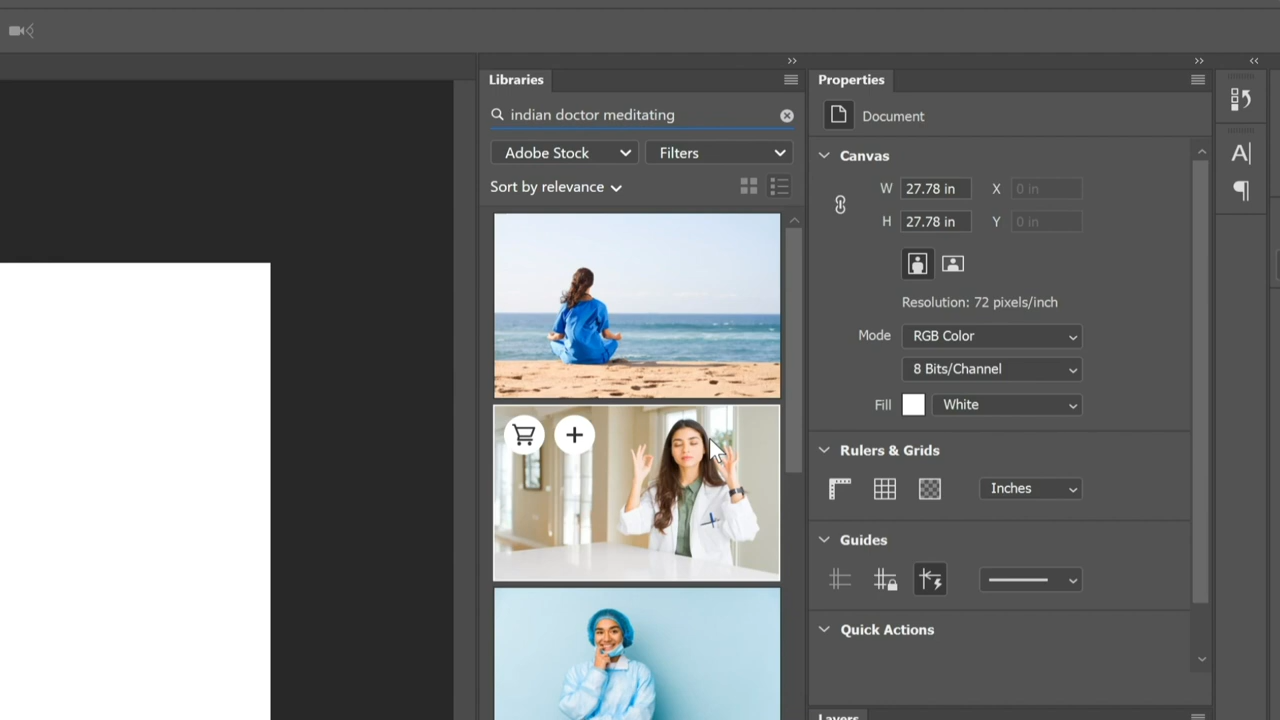 Libraries
indian doctor meditating
Adobe Stock
Filters
Sort by relevance
Properties
Document
Canvas
W 27.78 in X 0 in
H 27.78 in Y 0 in
Resolution: 72 pixels/inch
Mode RGB Color
8 Bits/Channel
Fill White
Rulers & Grids
Inches
Guides
Quick Actions
Layers